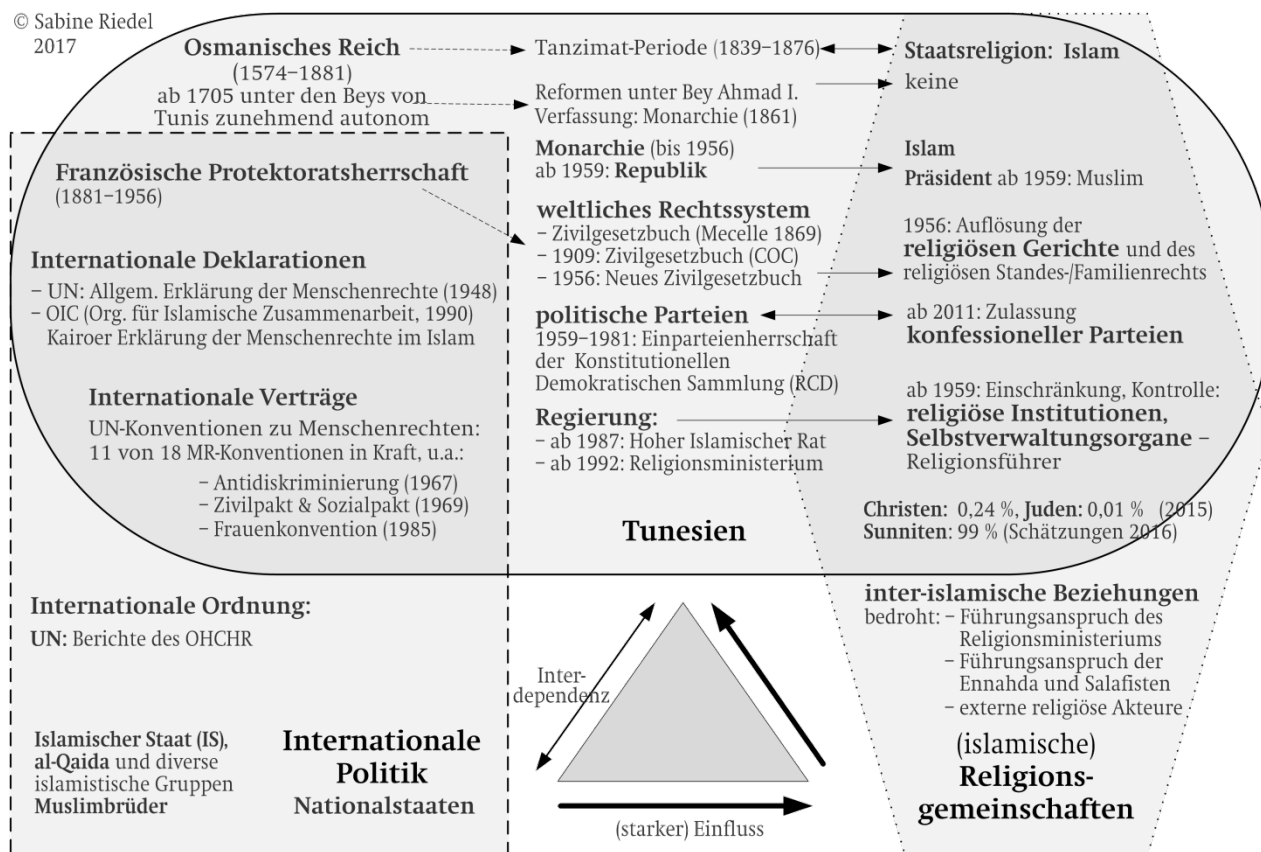 © Sabine Riedel
2017
Osmanisches Reich
(1574–1881)
ab 1705 unter den Beys von
Tunis zunehmend autonom
Französische Protektoratsherrschaft
(1881–1956)
Internationale Deklarationen
– UN: Allgem. Erklärung der Menschenrechte (1948)
– OIC (Org. für Islamische Zusammenarbeit, 1990)
Kairoer Erklärung der Menschenrechte im Islam
Internationale Verträge
UN-Konventionen zu Menschenrechten:
11 von 18 MR-Konventionen in Kraft, u.a.:
– Antidiskriminierung (1967)
– Zivilpakt & Sozialpakt (1969)
– Frauenkonvention (1985)
Internationale Ordnung:
UN: Berichte des OHCHR
Islamischer Staat (IS),
al-Qaida und diverse
islamistische Gruppen
Muslimbrüder
Internationale
Politik
Nationalstaaten
Tanzimat-Periode (1839–1876)
Reformen unter Bey Ahmad I.
Verfassung: Monarchie (1861)
Monarchie (bis 1956)
ab 1959: Republik
weltliches Rechtssystem
– Zivilgesetzbuch (Mecelle 1869)
– 1909: Zivilgesetzbuch (COC)
– 1956: Neues Zivilgesetzbuch
politische Parteien
1959–1981: Einparteienherrschaft
der Konstitutionellen
Demokratischen Sammlung (RCD)
Regierung:
– ab 1987: Hoher Islamischer Rat
– ab 1992: Religionsministerium
Tunesien
Inter-
dependenz
(starker) Einfluss
Staatsreligion: Islam
keine
Islam
Präsident ab 1959: Muslim
1956: Auflösung der
religiösen Gerichte und des
religiösen Standes-/Familienrechts
ab 2011: Zulassung
konfessioneller Parteien
ab 1959: Einschränkung, Kontrolle:
religiöse Institutionen,
Selbstverwaltungsorgane –
Religionsführer
Christen: 0,24 %, Juden: 0,01 % (2015)
Sunniten: 99 % (Schätzungen 2016)
inter-islamische Beziehungen
bedroht: – Führungsanspruch des
Religionsministeriums
– Führungsanspruch der
Ennahda und Salafisten
– externe religiöse Akteure
(islamische)
Religions-
gemeinschaften